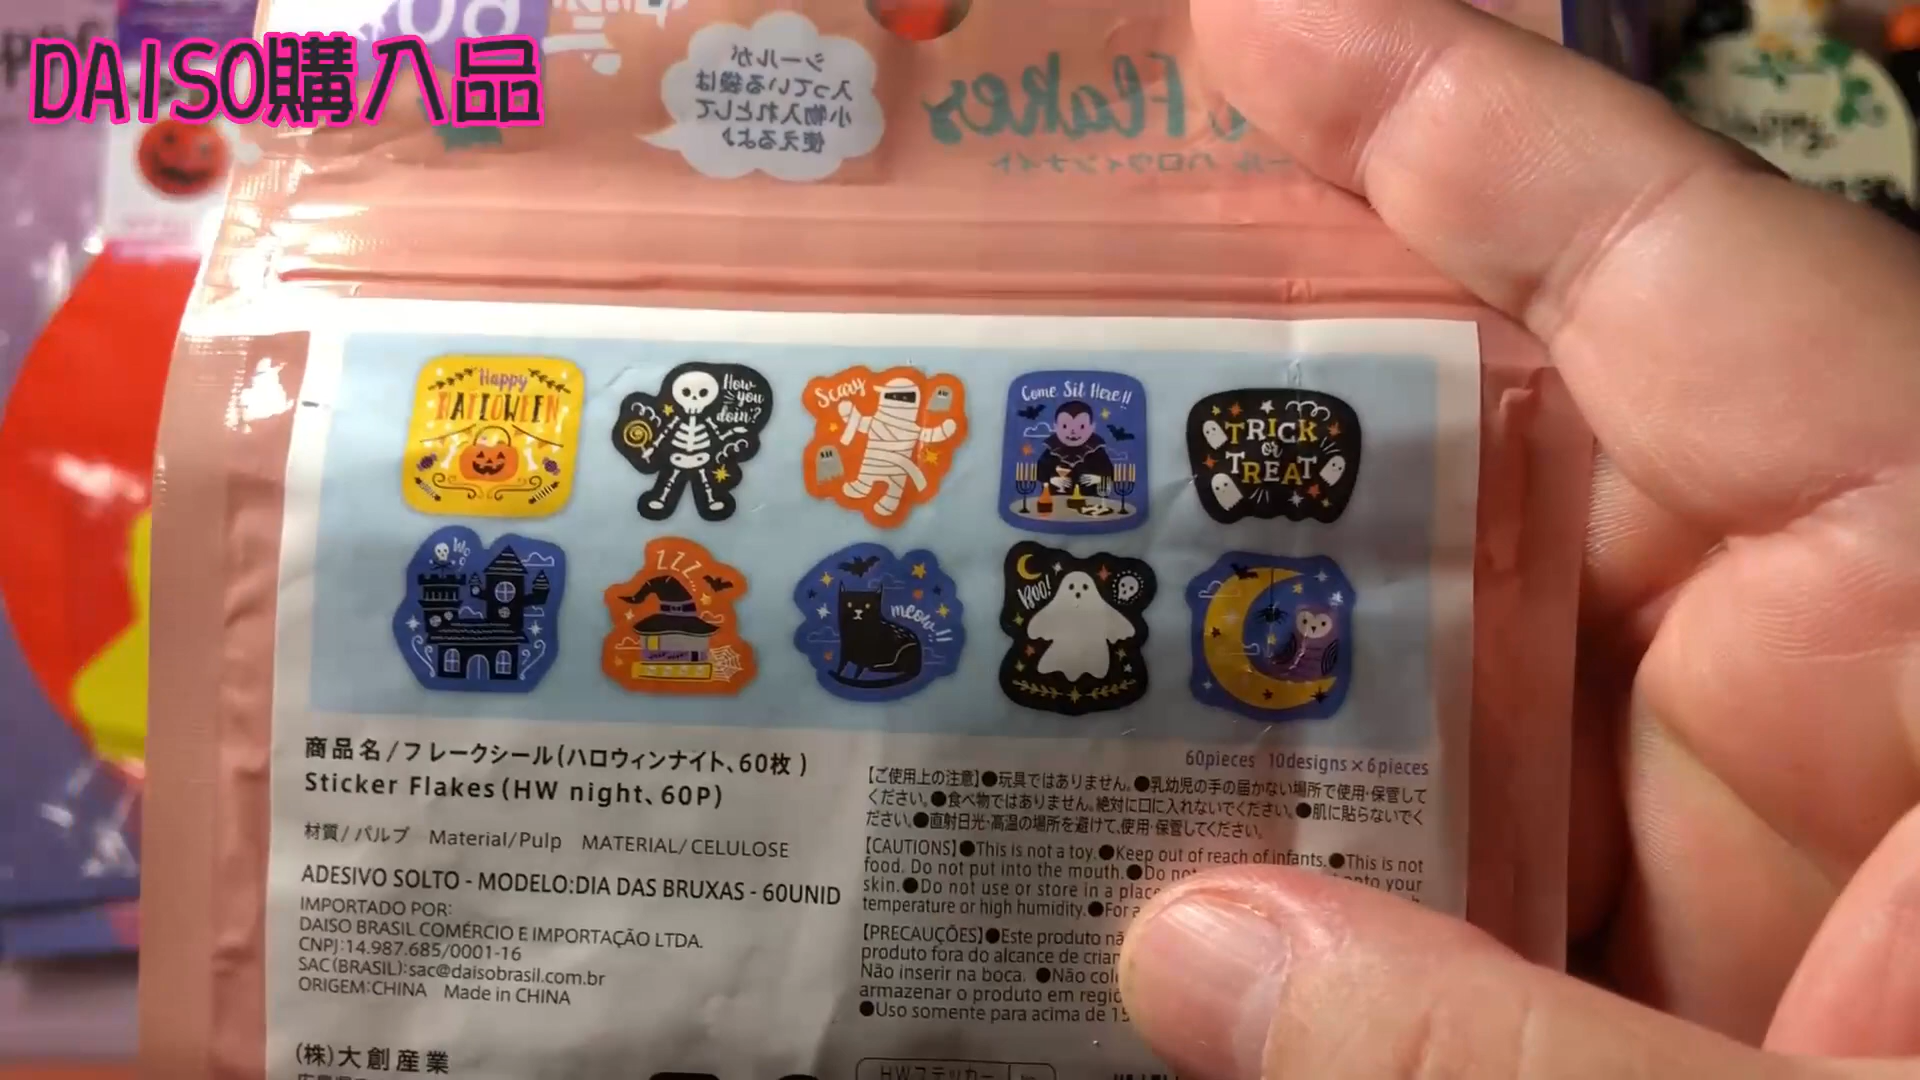 DAISO購入品
シールが
入っている袋は
小物入れとして
使えるよ♪
Flakes
ール ハロウィンナイト
Happy
HALLOWEEN
How
you
doin'?
Scary
Come Sit Here!!
TRICK
or
TREAT
Wo
ZZZ...
meow!!
BOO!
商品名/フレークシール(ハロウィンナイト、60枚)
Sticker Flakes(HW night、60P)
材質/パルプ Material/Pulp MATERIAL/CELULOSE
ADESIVO SOLTO - MODELO:DIA DAS BRUXAS - 60UNID
IMPORTADO POR:
DAISO BRASIL COMÉRCIO E IMPORTAÇÃO LTDA.
CNPJ:14.987.685/0001-16
SAC(BRASIL):sac@daisobrasil.com.br
ORIGEM:CHINA Made in CHINA
(株)大創産業
60pieces 10designs×6pieces
【ご使用上の注意】●玩具ではありません。●乳幼児の手の届かない場所で使用・保管して
ください。●食べ物ではありません。絶対に口に入れないでください。●肌に貼らないでく
ださい。●直射日光・高温の場所を避けて、使用・保管してください。
【CAUTIONS】●This is not a toy.●Keep out of reach of infants.●This is not
food. Do not put into the mouth.●Do not onto your
skin.●Do not use or store in a place
temperature or high humidity.●For a
【PRECAUÇÕES】●Este produto nã
produto fora do alcance de crian
Não inserir na boca. ●Não col
armazenar o produto em regiõ
●Uso somente para acima de 15
HWステッカー